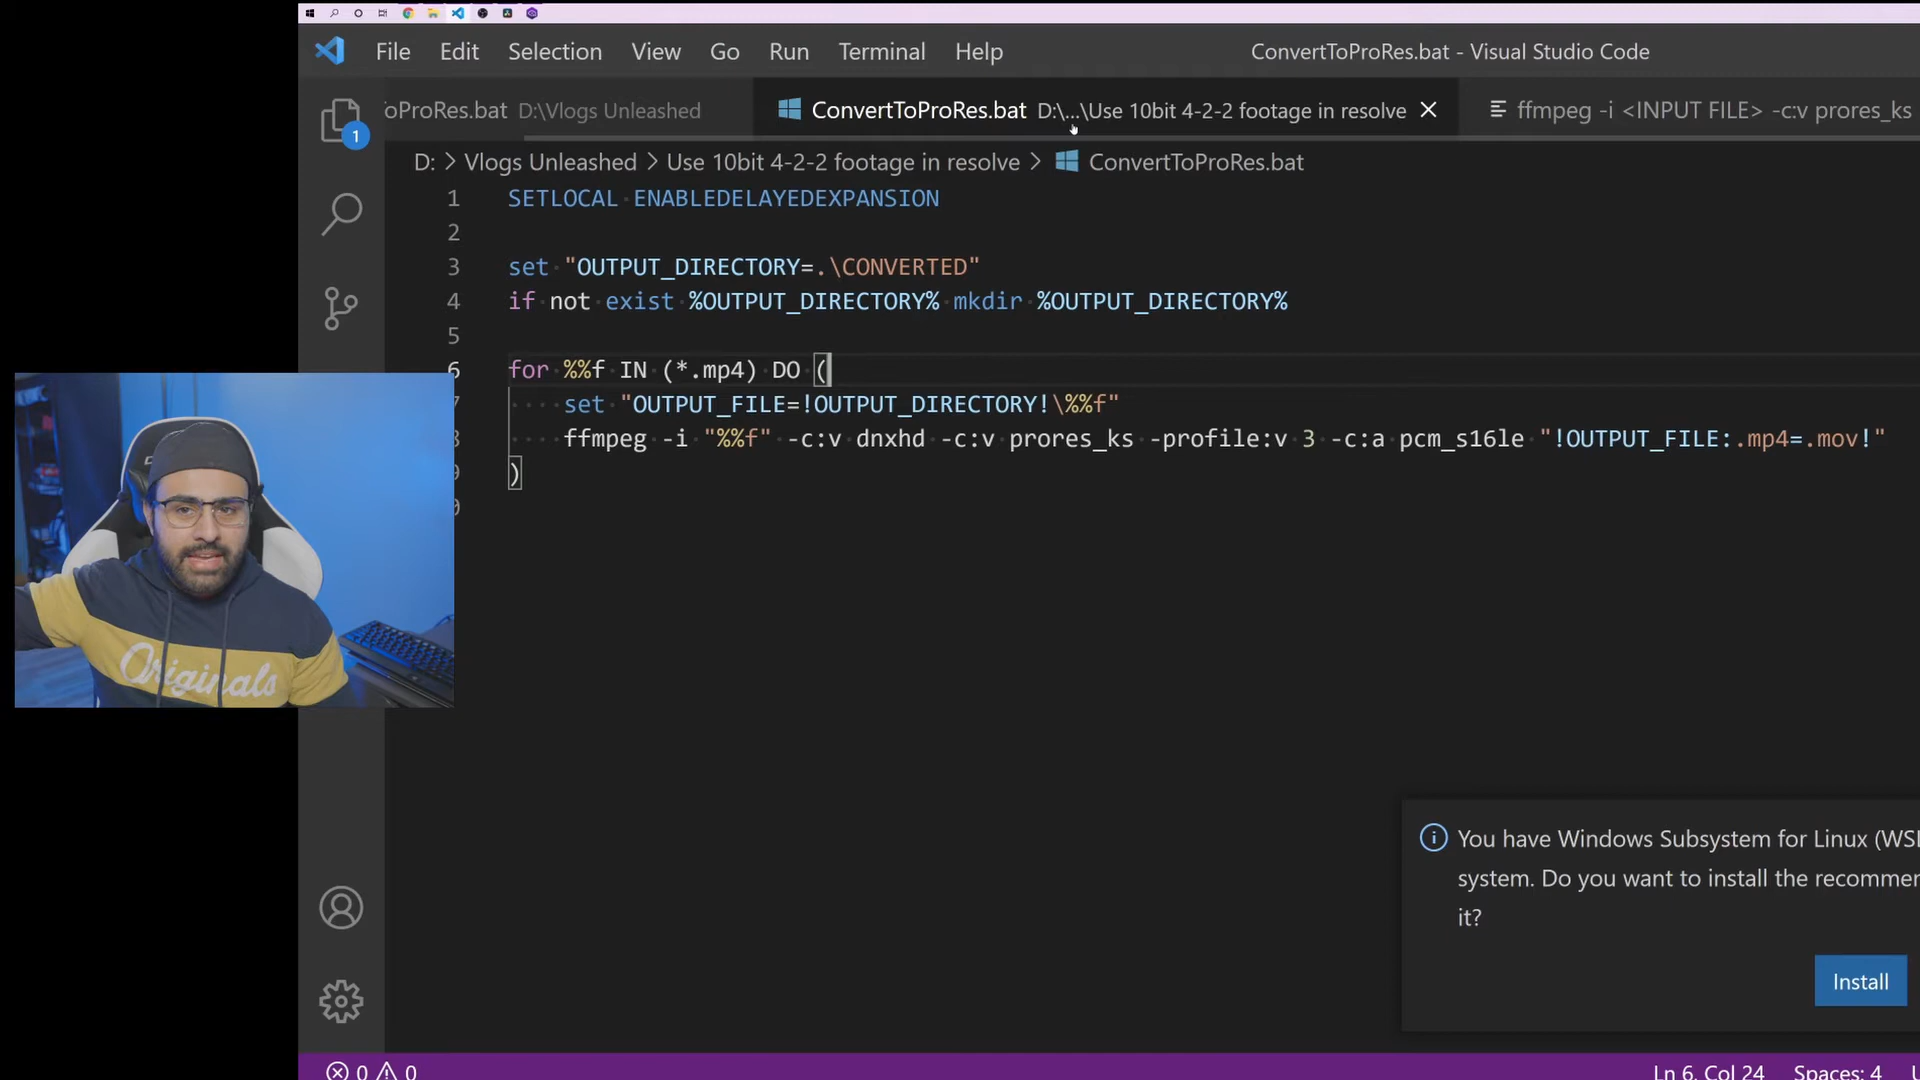 File Edit Selection View Go Run Terminal Help ConvertToProRes.bat - Visual Studio Code
oProRes.bat D:\Vlogs Unleashed ConvertToProRes.bat D:\...\Use 10bit 4-2-2 footage in resolve ffmpeg -i <INPUT FILE> -c:v prores_ks
1
D: > Vlogs Unleashed > Use 10bit 4-2-2 footage in resolve > ConvertToProRes.bat
1 SETLOCAL ENABLEDELAYEDEXPANSION
2
3 set "OUTPUT_DIRECTORY=.\CONVERTED"
4 if not exist %OUTPUT_DIRECTORY% mkdir %OUTPUT_DIRECTORY%
5
6 for %%f IN (*.mp4) DO (
set "OUTPUT_FILE=!OUTPUT_DIRECTORY!\%%f"
ffmpeg -i "%%f" -c:v dnxhd -c:v prores_ks -profile:v 3 -c:a pcm_s16le "!OUTPUT_FILE:.mp4=.mov!"
)
Originals
You have Windows Subsystem for Linux (WSL
system. Do you want to install the recommen
it?
Install
0 0 Ln 6, Col 24 Spaces: 4